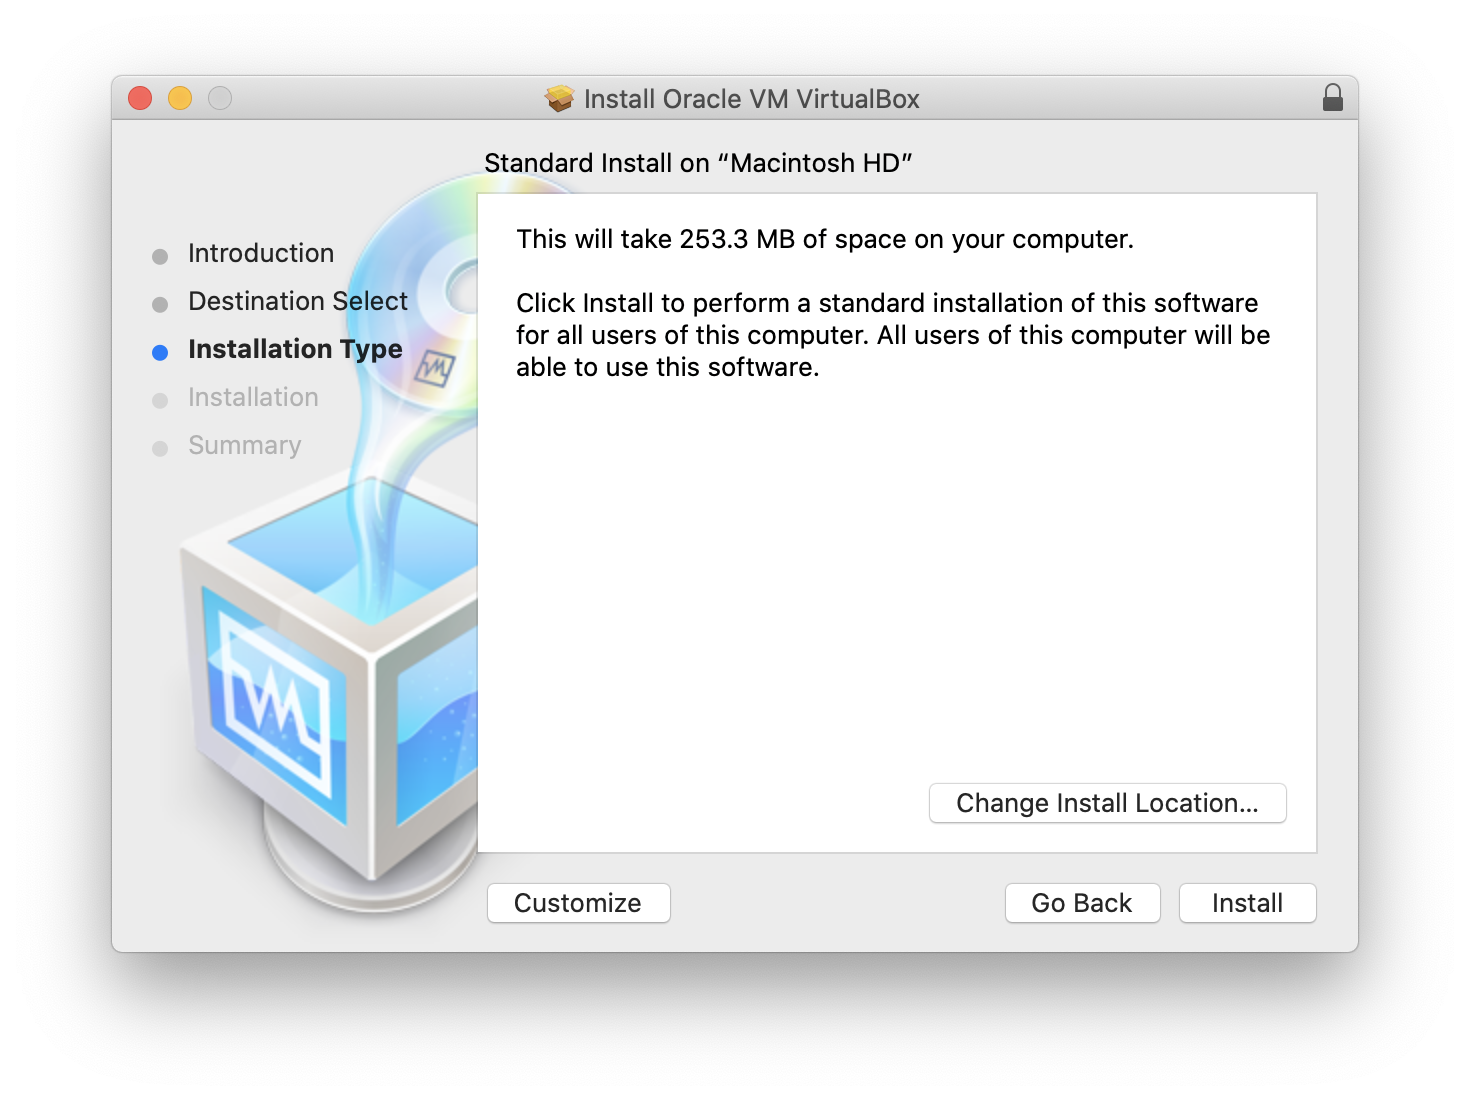 Install Oracle VM VirtualBox
Standard Install on “Macintosh HD”
Introduction
Destination Select
Installation Type
Installation
Summary
This will take 253.3 MB of space on your computer.
Click Install to perform a standard installation of this software
for all users of this computer. All users of this computer will be
able to use this software.
Change Install Location...
Customize
Go Back
Install